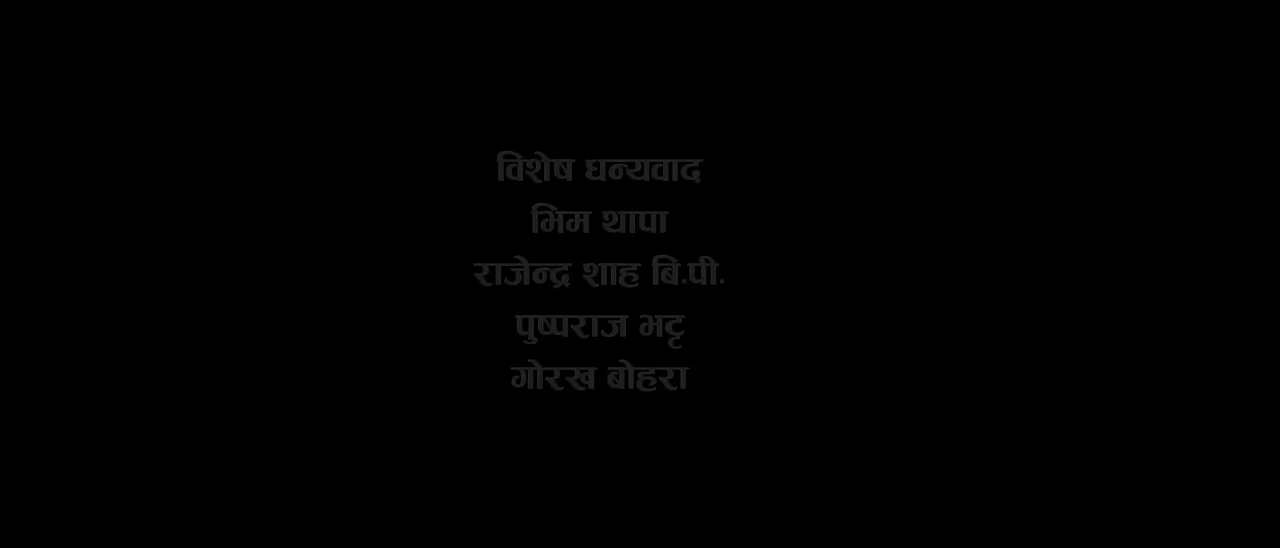 विशेष धन्यवाद
भिम थापा
राजेन्द्र शाह बि.पी.
पुष्पराज भट्ट
गोरख बोहरा